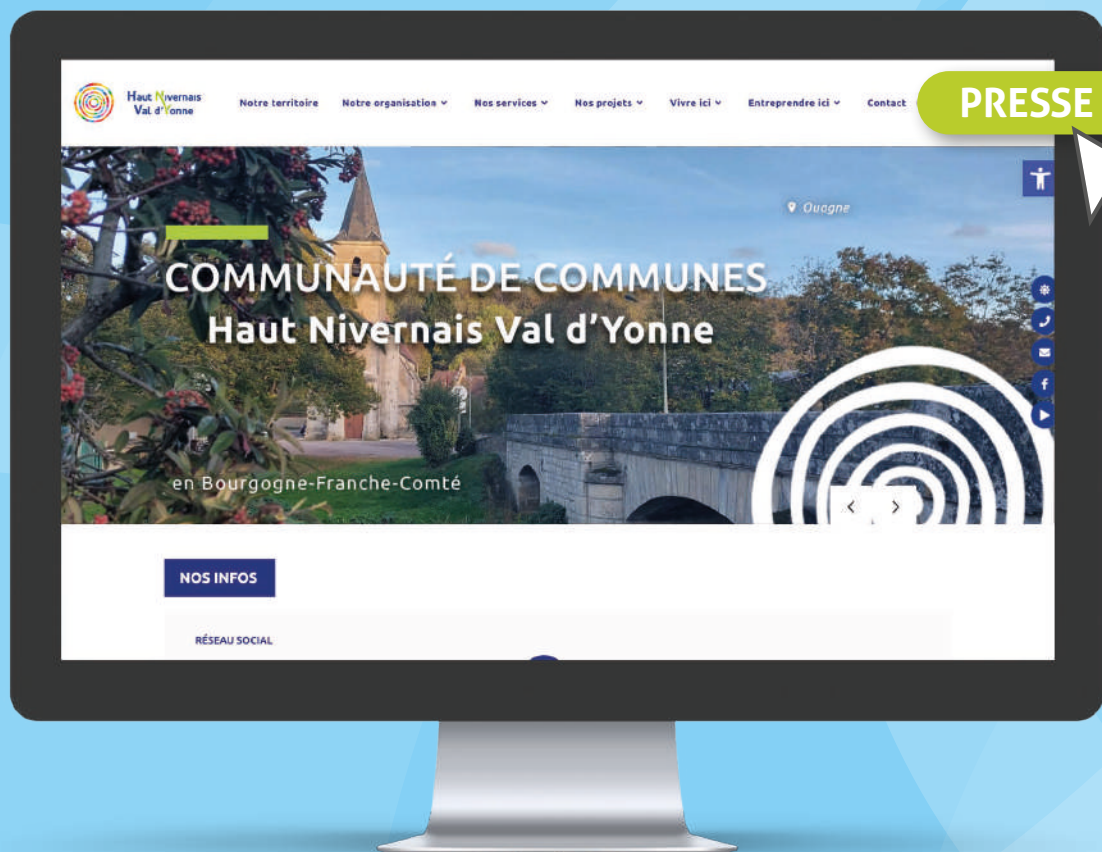 Haut Nivernais
Val d'Yonne
Notre territoire Notre organisation Nos services Nos projets Vivre ici Entreprendre ici Contact
PRESSE
Ouagne
COMMUNAUTÉ DE COMMUNES
Haut Nivernais Val d'Yonne
en Bourgogne-Franche-Comté
NOS INFOS
RÉSEAU SOCIAL